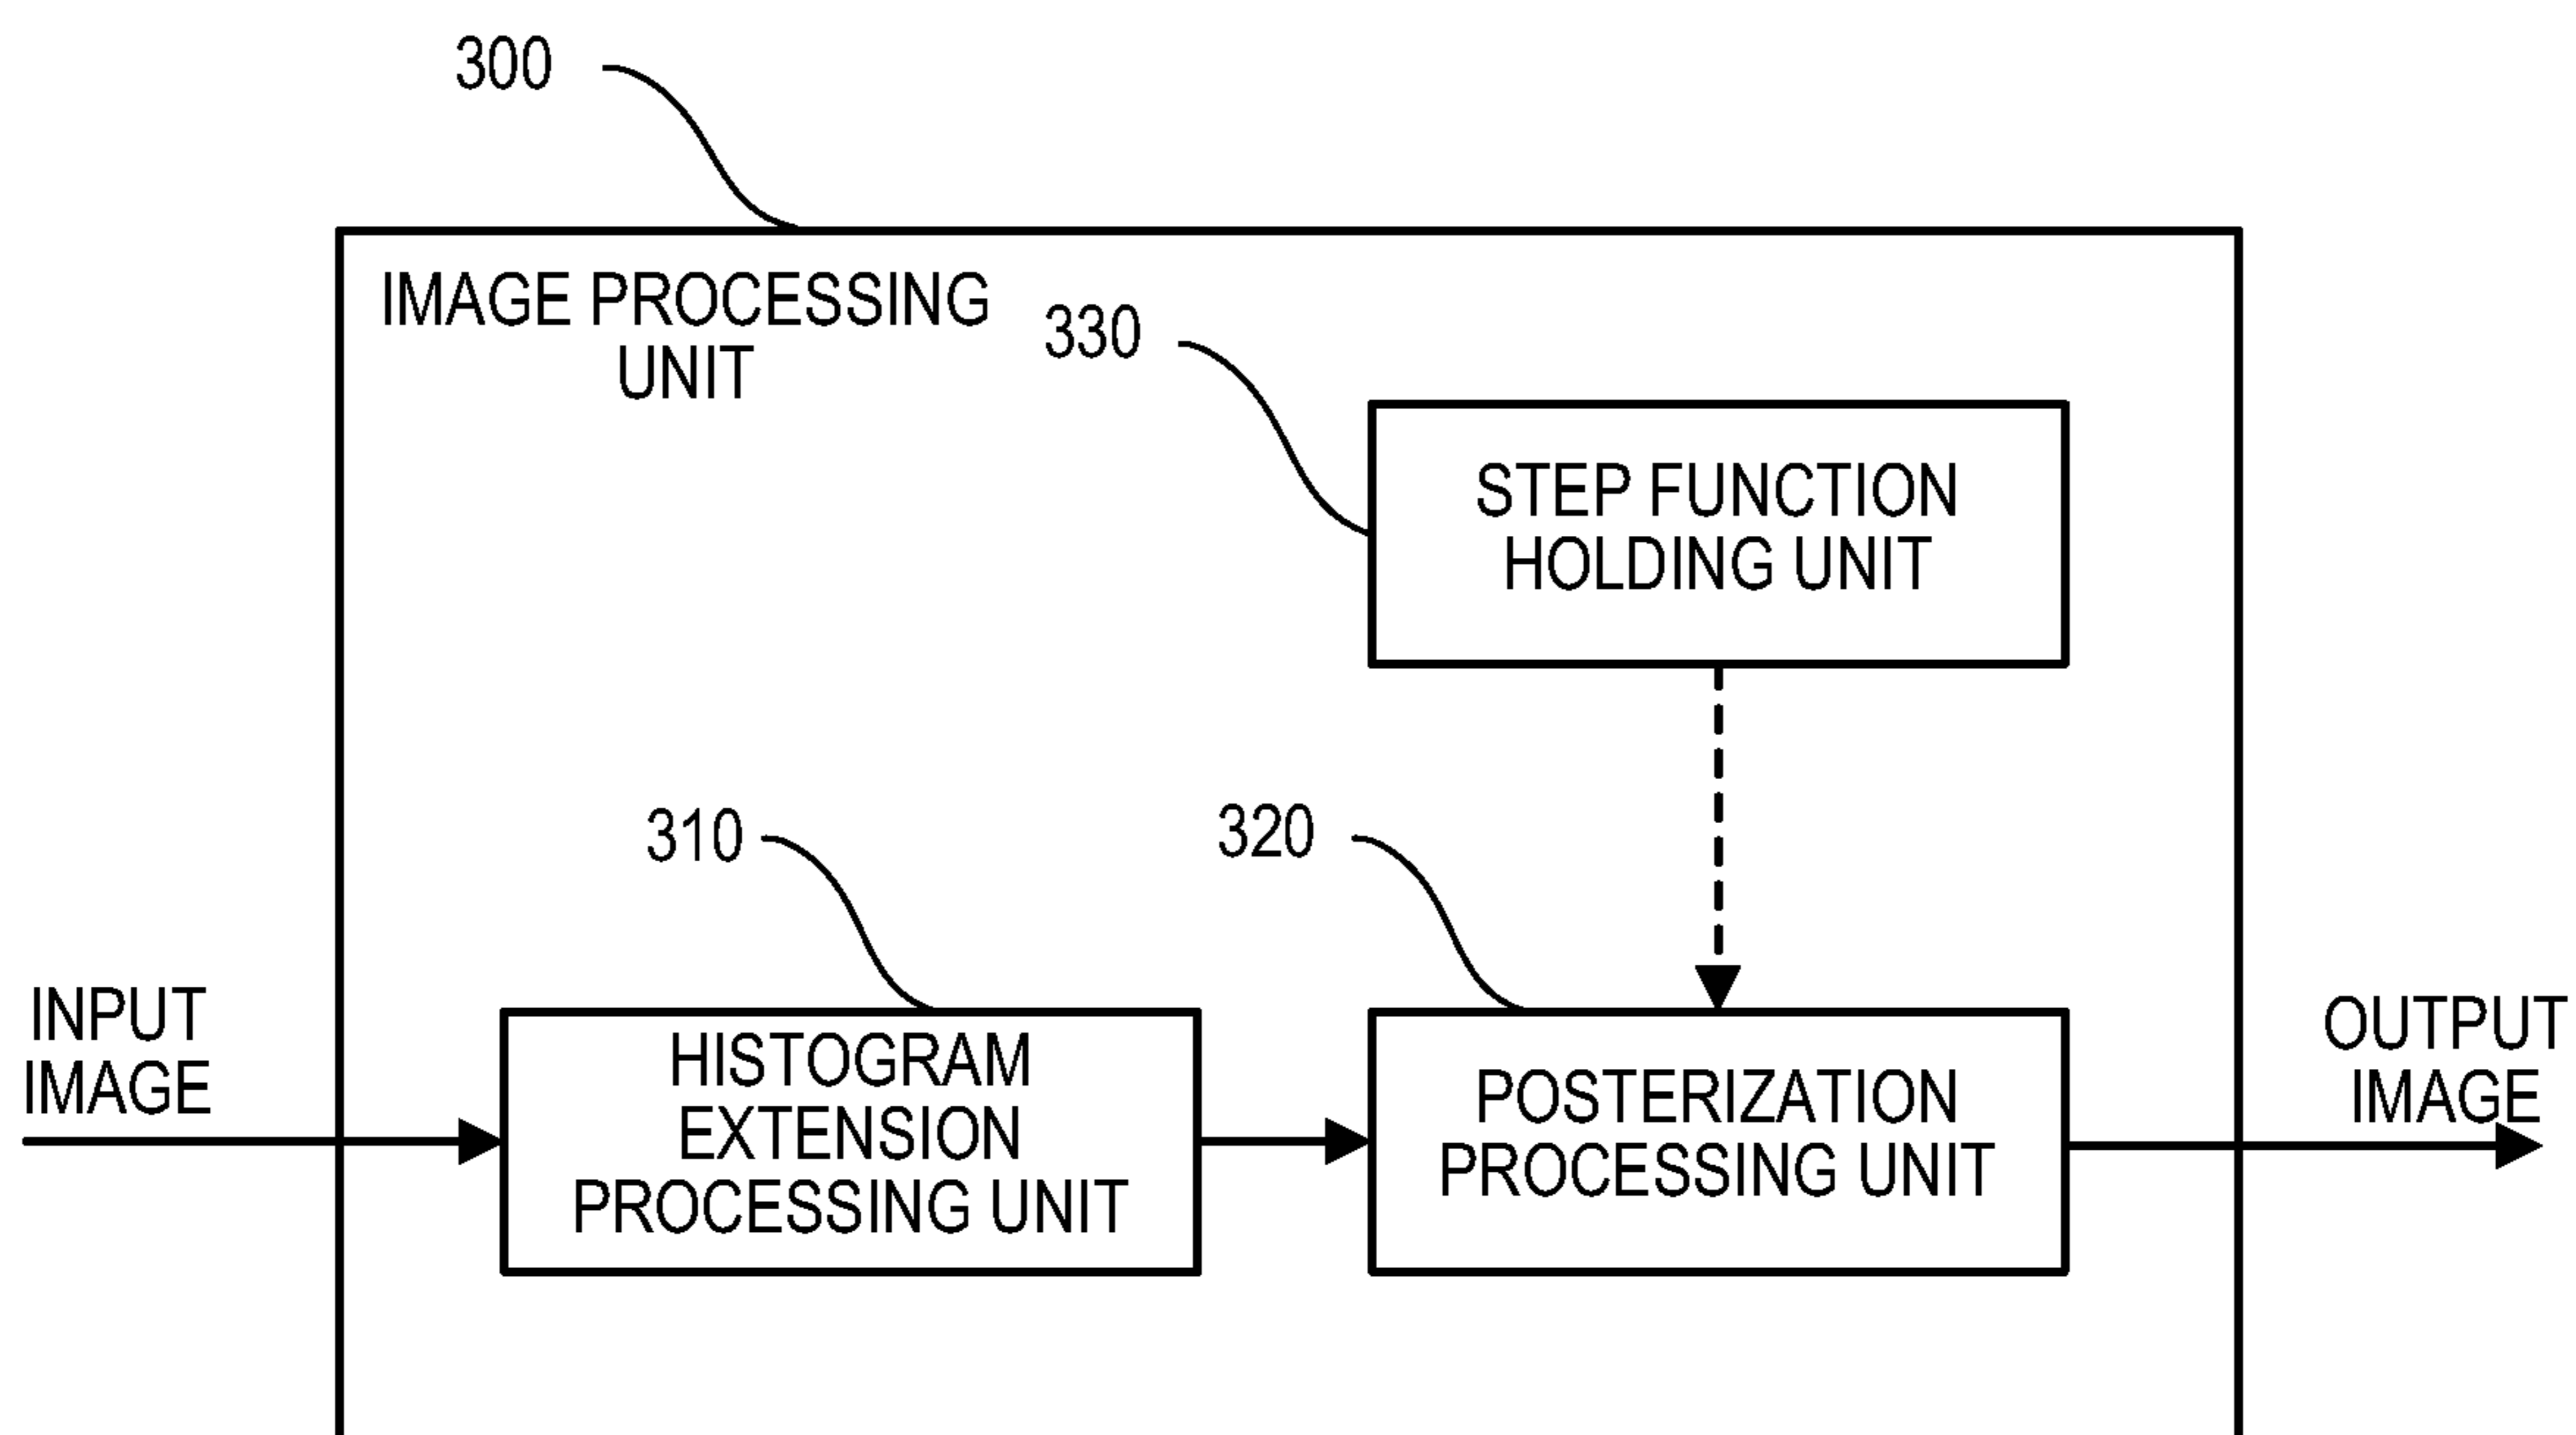 300
IMAGE PROCESSING
UNIT
330
STEP FUNCTION
HOLDING UNIT
310
320
INPUT
IMAGE
HISTOGRAM
EXTENSION
PROCESSING UNIT
POSTERIZATION
PROCESSING UNIT
OUTPUT
IMAGE